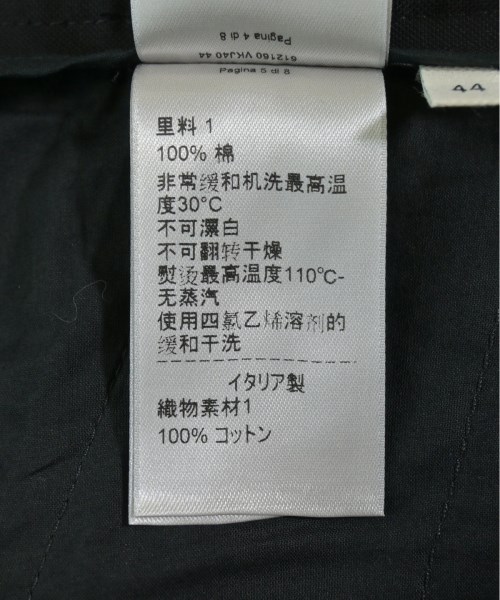 Pagina 4 di 8
612160 VKJ40 44
Pagina 5 di 8
44
里料 1
100% 棉
非常缓和机洗最高温
度30°C
不可漂白
不可翻转干燥
熨烫最高温度110°C-
无蒸汽
使用四氯乙烯溶剂的
缓和干洗
イタリア製
織物素材1
100% コットン